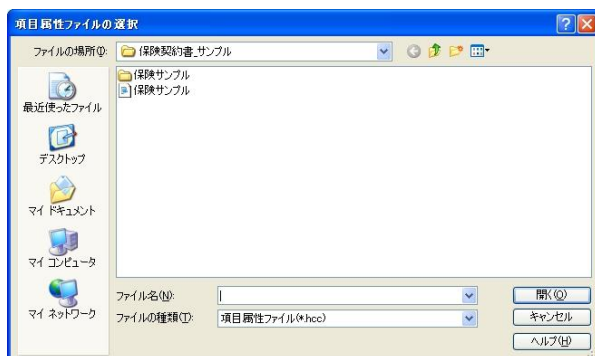 項目属性ファイルの選択
ファイルの場所(I):
保険契約書_サンプル
最近使ったファイル
デスクトップ
マイ ドキュメント
マイ コンピュータ
マイ ネットワーク
保険サンプル
保険サンプル
ファイル名(N):
開く(O)
ファイルの種類(T):
項目属性ファイル(*.hcc)
キャンセル
ヘルプ(H)